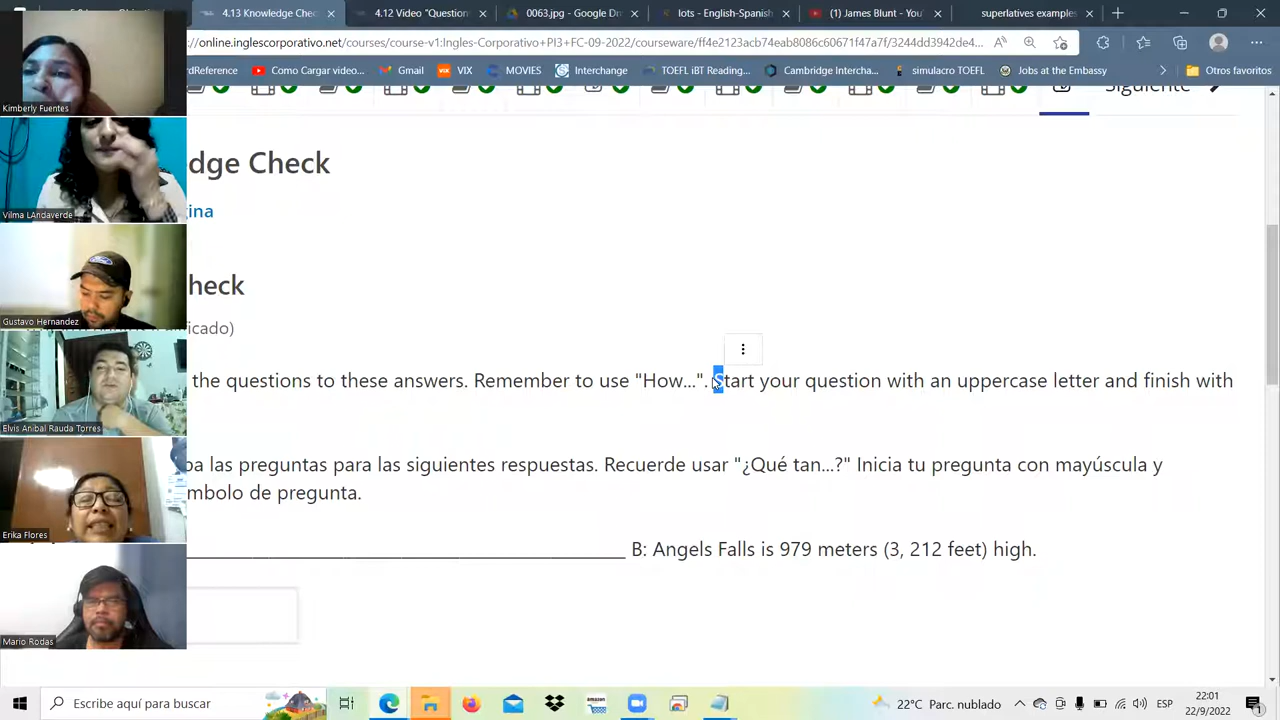 4.13 Knowledge Che
4.12 Video "Question
0063.jpg - Google Dr
lots - English-Spanish
(1) James Blunt - You
superlatives examples
//online.inglescorporativo.net/courses/course-v1:Ingles-Corporativo+PI3+FC-09-2022/courseware/ff4e2123acb74eab8086c60671f47a7f/3244dd3942de4...
rdReference
Como Cargar video...
Gmail
VIX
MOVIES
Interchange
TOEFL iBT Reading...
Cambridge Intercha...
simulacro TOEFL
Jobs at the Embassy
Otros favoritos
Siguiente
edge Check
gina
heck
icado)
the questions to these answers. Remember to use "How...". Start your question with an uppercase letter and finish with
ba las preguntas para las siguientes respuestas. Recuerde usar "¿Qué tan...?" Inicia tu pregunta con mayúscula y
mbolo de pregunta.
B: Angels Falls is 979 meters (3, 212 feet) high.
Kimberly Fuentes
Vilma LAndaverde
Gustavo Hernandez
Elvis Anibal Rauda Torres
Erika Flores
Mario Rodas
Escribe aquí para buscar
22°C Parc. nublado
ESP
22:01
22/9/2022